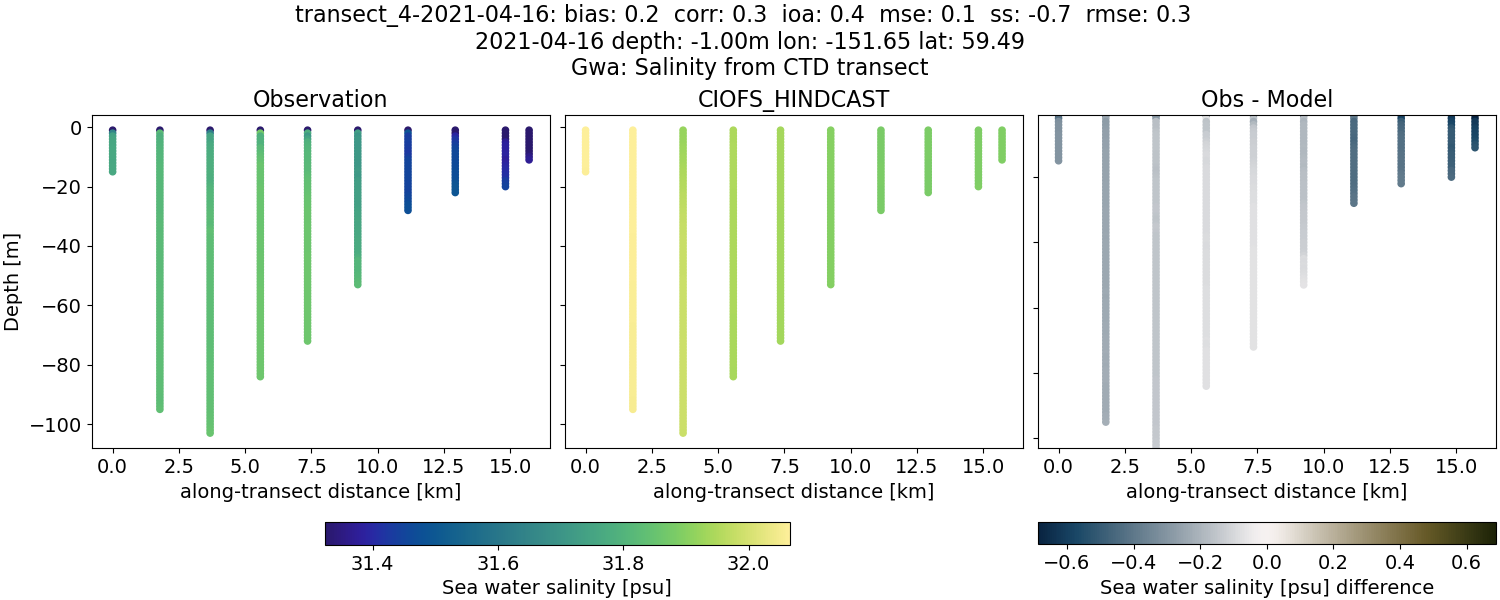 transect_4-2021-04-16: bias: 0.2  corr: 0.3  ioa: 0.4  mse: 0.1  ss: -0.7  rmse: 0.3
2021-04-16 depth: -1.00m lon: -151.65 lat: 59.49
Gwa: Salinity from CTD transect
Observation
CIOFS_HINDCAST
Obs - Model
Depth [m]
0
−20
−40
−60
−80
−100
0.0 2.5 5.0 7.5 10.0 12.5 15.0
0.0 2.5 5.0 7.5 10.0 12.5 15.0
0.0 2.5 5.0 7.5 10.0 12.5 15.0
along-transect distance [km]
along-transect distance [km]
along-transect distance [km]
31.4 31.6 31.8 32.0
Sea water salinity [psu]
−0.6 −0.4 −0.2 0.0 0.2 0.4 0.6
Sea water salinity [psu] difference